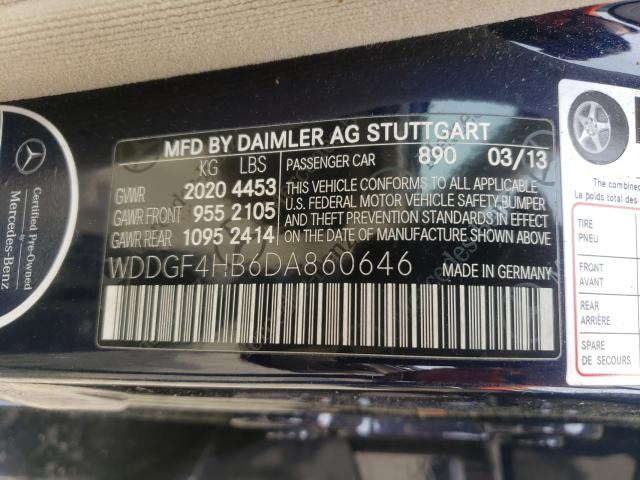 MFD BY DAIMLER AG STUTTGART
KG LBS PASSENGER CAR 890 03/13
GVWR 2020 4453
GAWR FRONT 955 2105
GAWR REAR 1095 2414
THIS VEHICLE CONFORMS TO ALL APPLICABLE
U.S. FEDERAL MOTOR VEHICLE SAFETY BUMPER
AND THEFT PREVENTION STANDARDS IN EFFECT
ON THE DATE OF MANUFACTURE SHOWN ABOVE.
WDDGF4HB6DA860646 MADE IN GERMANY
Certified Pre-Owned
Mercedes-Benz
The combined
Le poids total
TIRE
PNEU
FRONT
AVANT
REAR
ARRIÈRE
SPARE
DE SECOURS